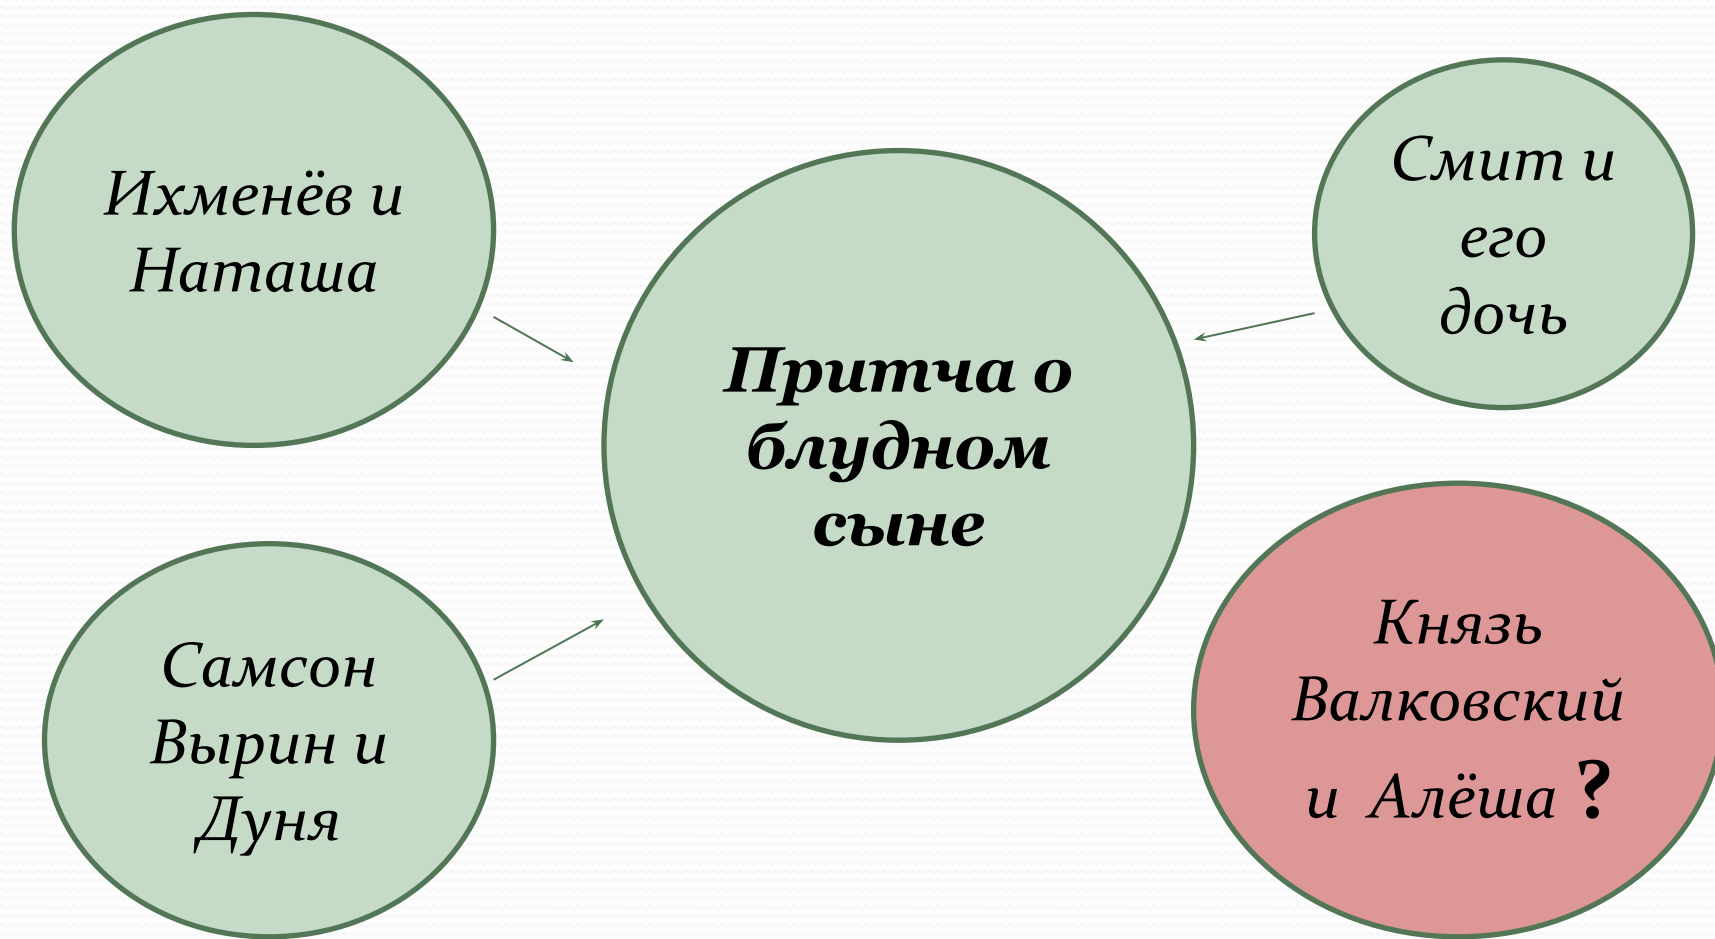 Ихменёв и
Наташа
Смит и
его
дочь
Притча о
блудном
сыне
Самсон
Вырин и
Дуня
Князь
Валковский
и Алёша ?